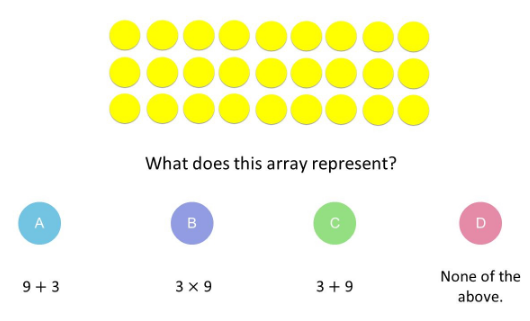 What does this array represent?
A
B
C
D
9 + 3
3 × 9
3 + 9
None of the
above.